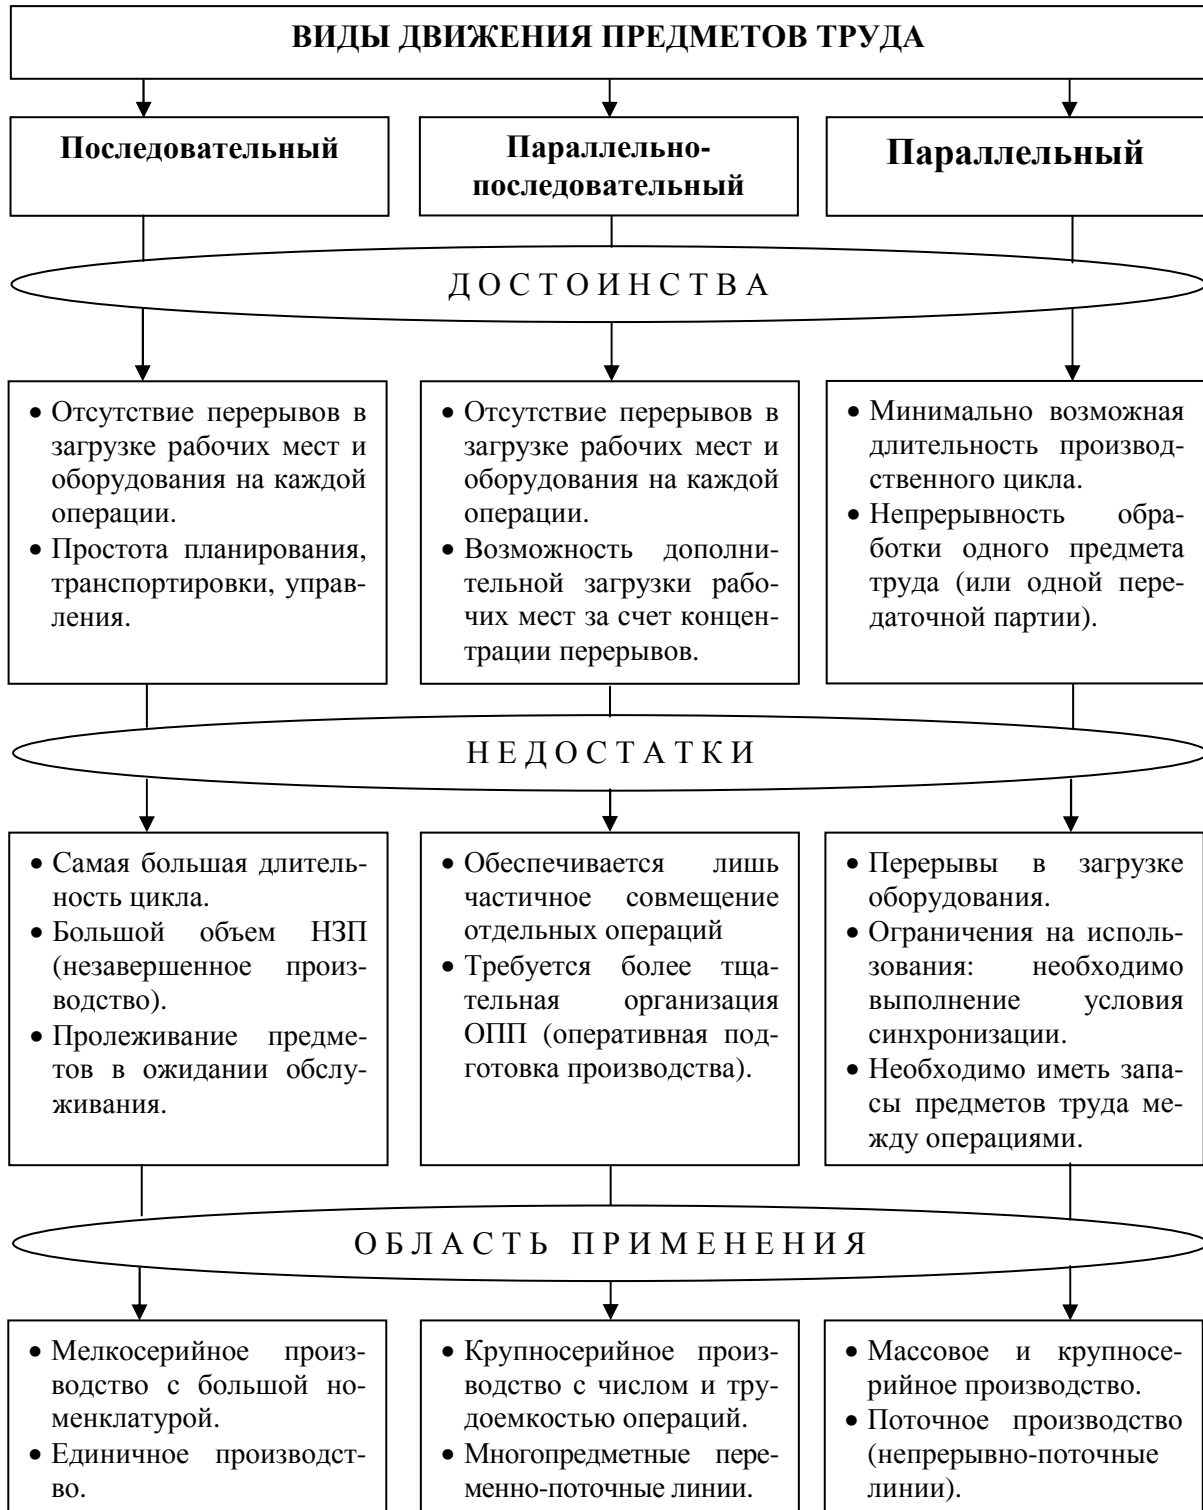 ВИДЫ ДВИЖЕНИЯ ПРЕДМЕТОВ ТРУДА
Последовательный
Параллельно-
последовательный
Параллельный
ДОСТОИНСТВА
• Отсутствие перерывов в
загрузке рабочих мест и
оборудования на каждой
операции.
• Простота планирования,
транспортировки, управ-
ления.
• Отсутствие перерывов в
загрузке рабочих мест и
оборудования на каждой
операции.
• Возможность дополни-
тельной загрузки рабо-
чих мест за счет концен-
трации перерывов.
• Минимально возможная
длительность производ-
ственного цикла.
• Непрерывность обра-
ботки одного предмета
труда (или одной пере-
даточной партии).
НЕДОСТАТКИ
• Самая большая длитель-
ность цикла.
• Большой объем НЗП
(незавершенное произ-
водство).
• Пролеживание предме-
тов в ожидании обслу-
живания.
• Обеспечивается лишь
частичное совмещение
отдельных операций
• Требуется более тщ-
ательная организация
ОПП (оперативная под-
готовка производства).
• Перерывы в загрузке
оборудования.
• Ограничения на исполь-
зования: необходимо
выполнение условия
синхронизации.
• Необходимо иметь запа-
сы предметов труда ме-
жду операциями.
ОБЛАСТЬ ПРИМЕНЕНИЯ
• Мелкосерийное произ-
водство с большой но-
менклатурой.
• Единичное производст-
во.
• Крупносерийное произ-
водство с числом и тру-
доемкостью операций.
• Многопредметные пере-
менно-поточные линии.
• Массовое и крупносе-
рийное производство.
• Поточное производство
(непрерывно-поточные
линии).